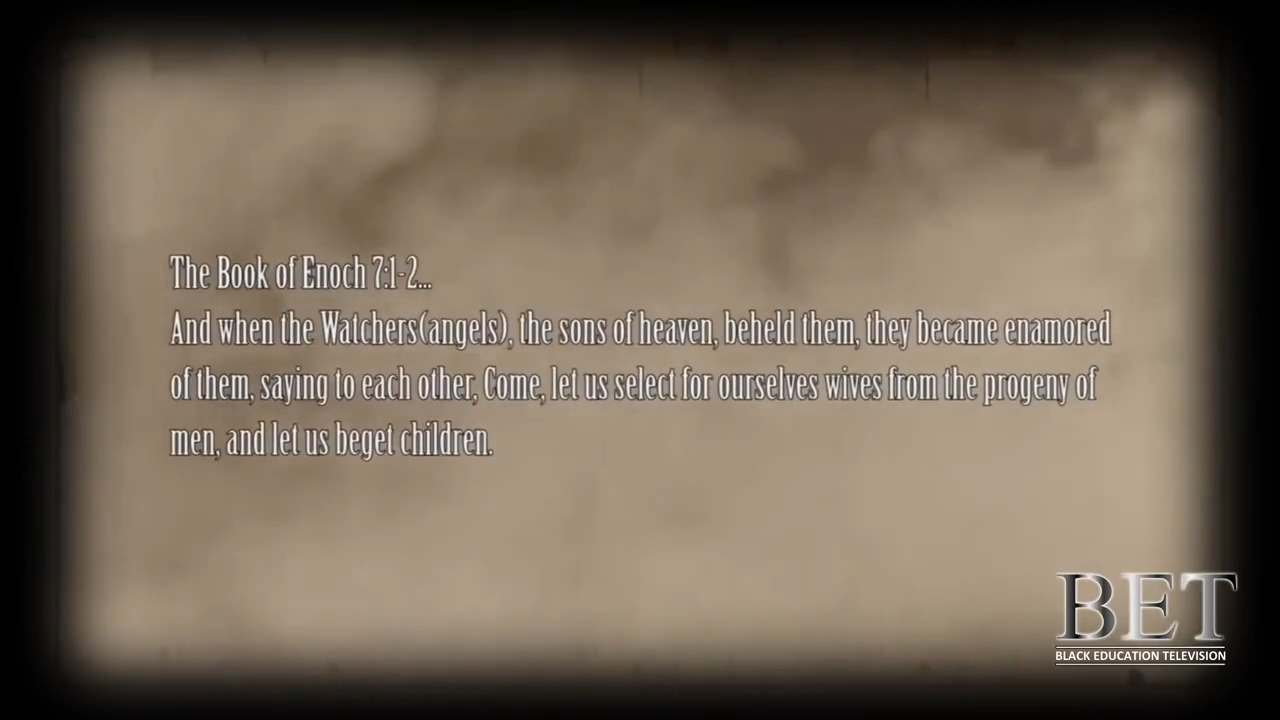 The Book of Enoch 7:1-2...
And when the Watchers(angels), the sons of heaven, beheld them, they became enamored
of them, saying to each other, Come, let us select for ourselves wives from the progeny of
men, and let us beget children.
BET
BLACK EDUCATION TELEVISION